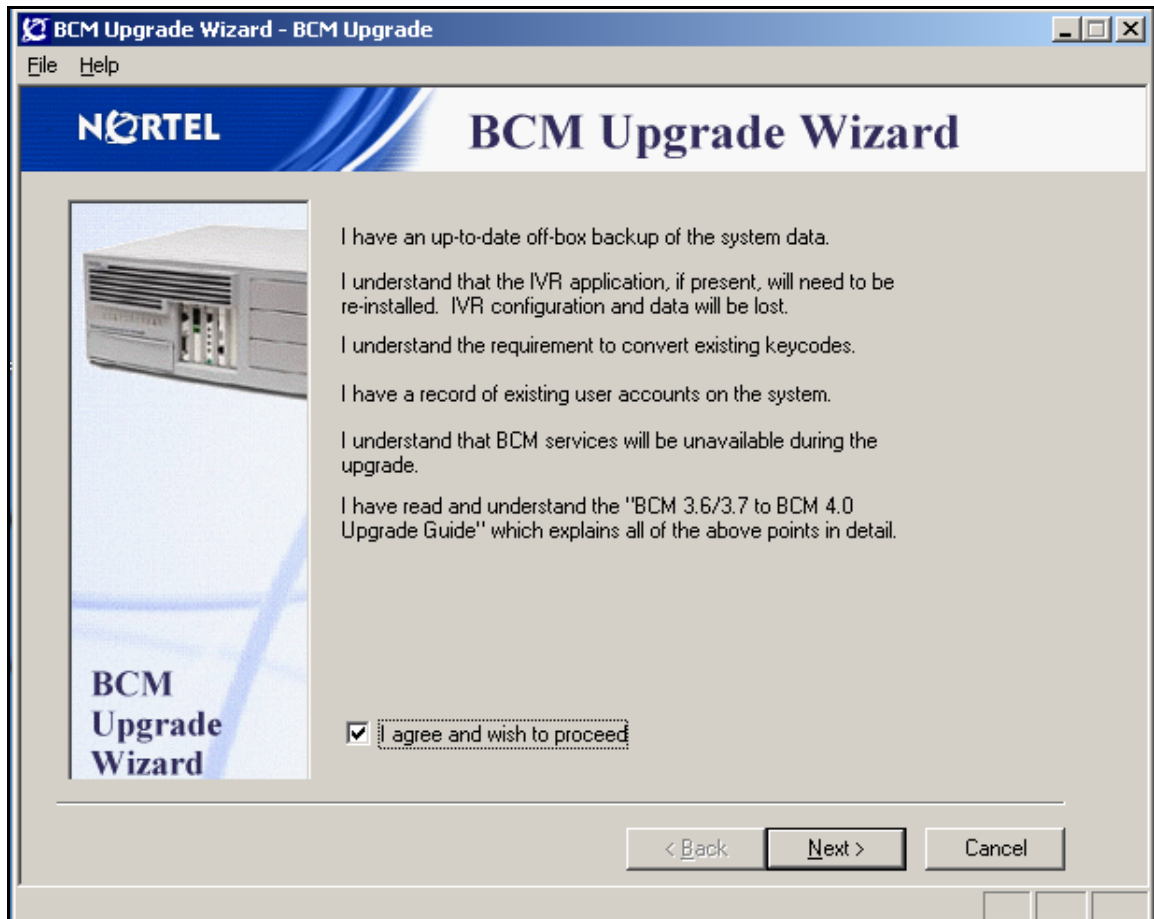 BCM Upgrade Wizard - BCM Upgrade
File Help
NORTEL
BCM Upgrade Wizard
I have an up-to-date off-box backup of the system data.
I understand that the IVR application, if present, will need to be
re-installed. IVR configuration and data will be lost.
I understand the requirement to convert existing keycodes.
I have a record of existing user accounts on the system.
I understand that BCM services will be unavailable during the
upgrade.
I have read and understand the "BCM 3.6/3.7 to BCM 4.0
Upgrade Guide" which explains all of the above points in detail.
BCM
Upgrade
Wizard
I agree and wish to proceed
< Back
Next >
Cancel